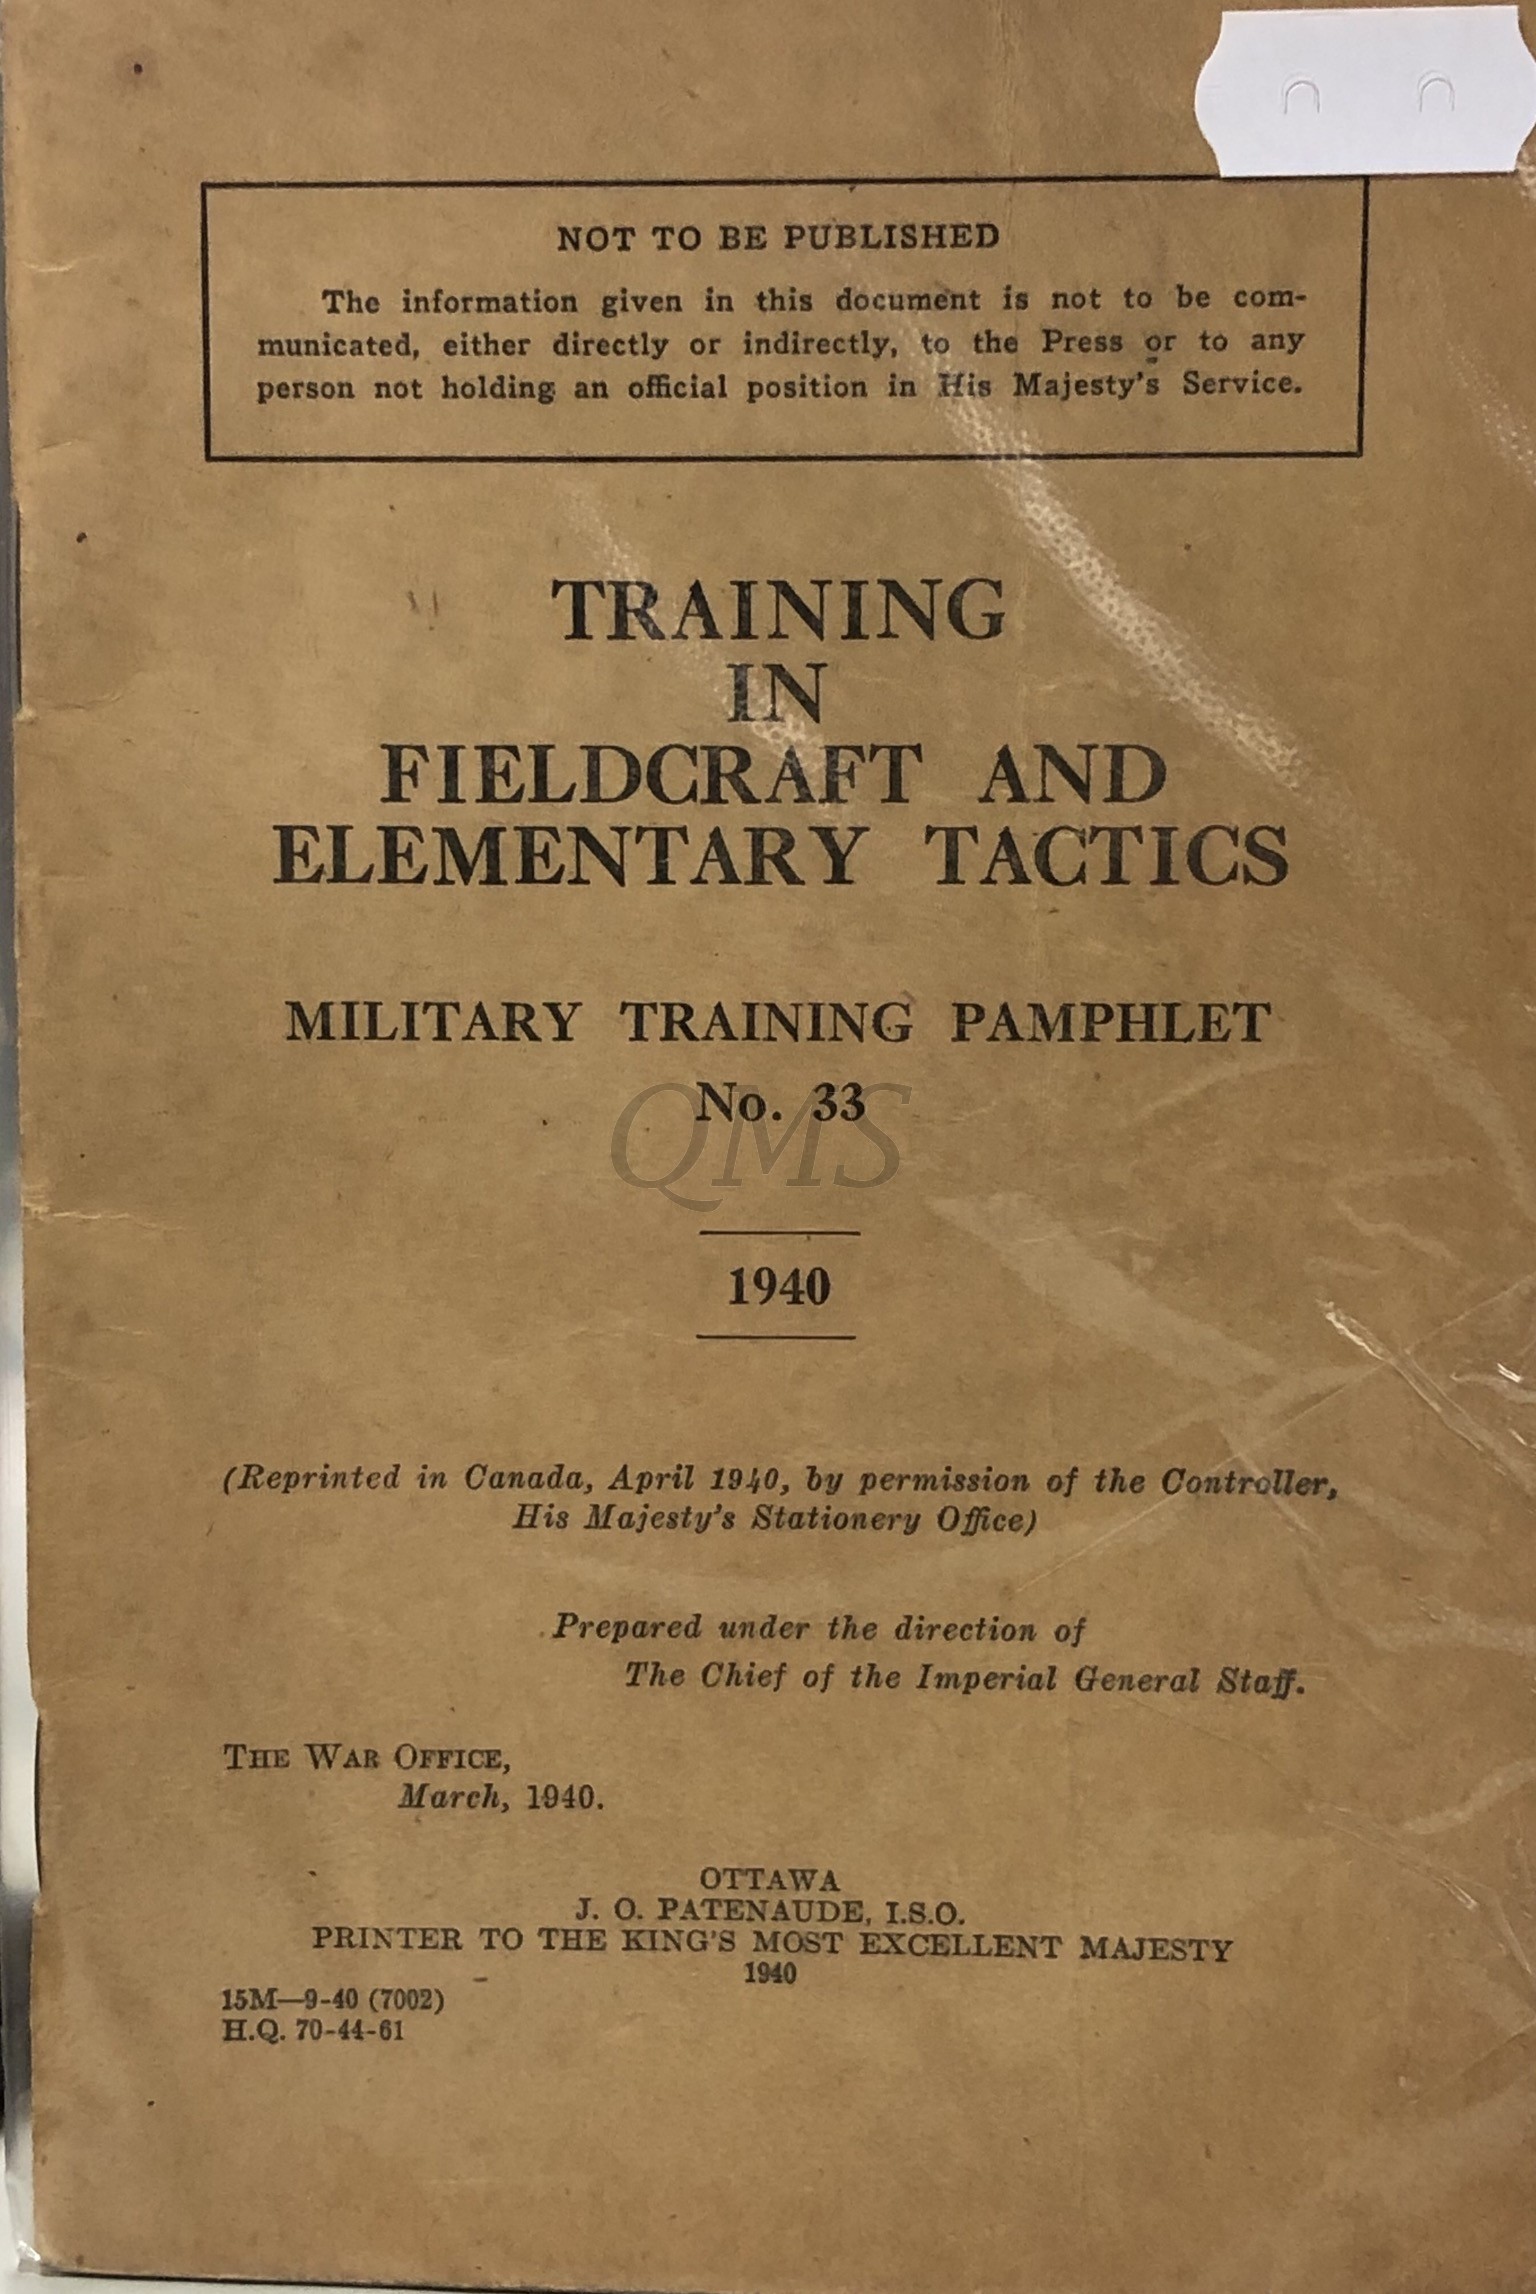 NOT TO BE PUBLISHED
The information given in this document is not to be com-
municated, either directly or indirectly, to the Press or to any
person not holding an official position in His Majesty's Service.
TRAINING
IN
FIELDCRAFT AND
ELEMENTARY TACTICS
MILITARY TRAINING PAMPHLET
No. 33
QMS
1940
(Reprinted in Canada, April 1940, by permission of the Controller,
His Majesty's Stationery Office)
Prepared under the direction of
The Chief of the Imperial General Staff.
THE WAR OFFICE,
March, 1940.
OTTAWA
J. O. PATENAUDE, I.S.O.
PRINTER TO THE KING'S MOST EXCELLENT MAJESTY
1940
15M—9-40 (7002)
H.Q. 70-44-61